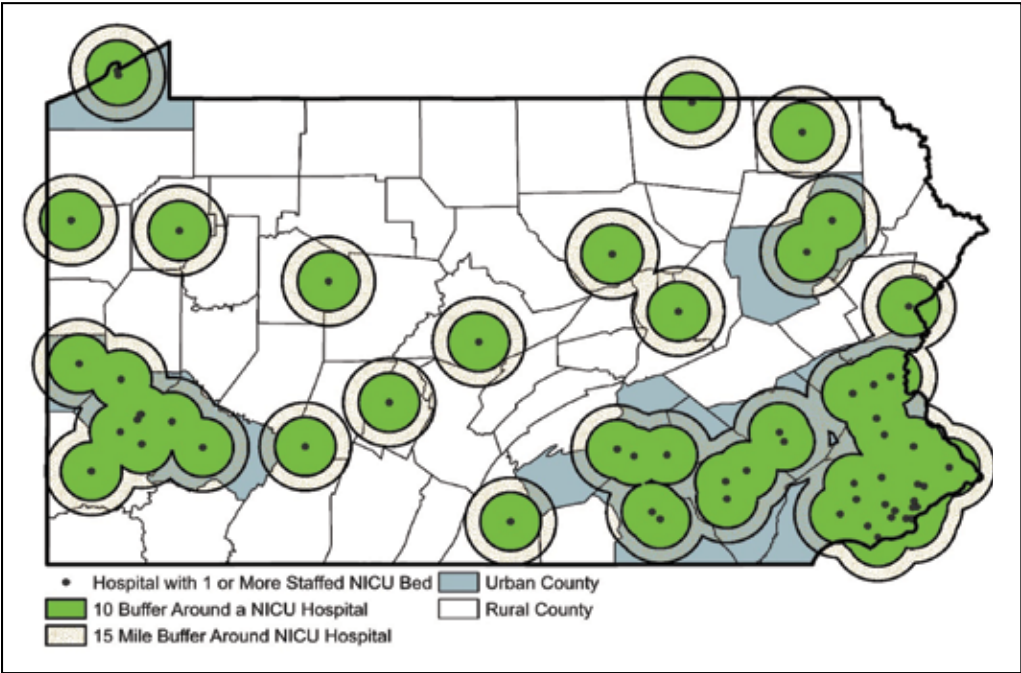 Hospital with 1 or More Staffed NICU Bed
Urban County
10 Buffer Around a NICU Hospital
Rural County
15 Mile Buffer Around NICU Hospital